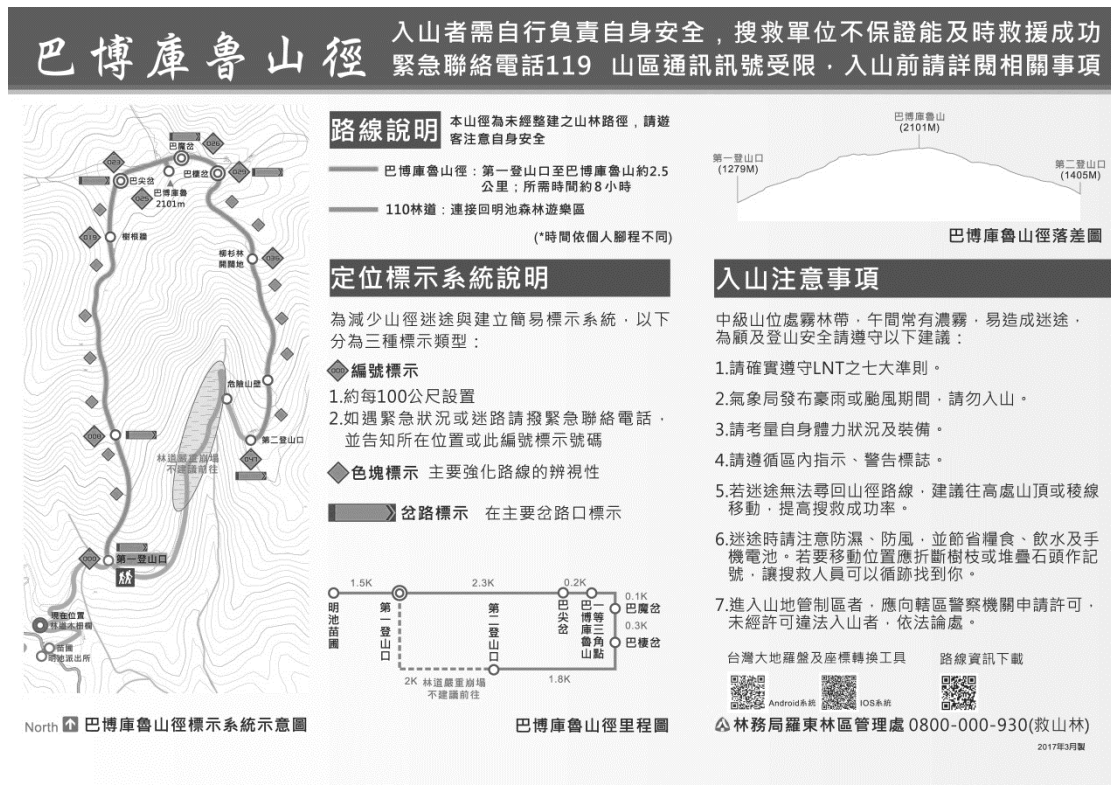 巴博庫魯山徑
入山者需自行負責自身安全，搜救單位不保證能及時救援成功
緊急聯絡電話119 山區通訊訊號受限，入山前請詳閱相關事項
巴魔岔
026
023
巴尖岔
巴棲岔
029
025
巴博庫魯
2101m
019
樹根牆
柳杉林
開闊地
035
危險山壁
008
第二登山口
041
林道嚴重崩塌
不建議前往
000
第一登山口
現在位置
林道木柵欄
苗圃
明池派出所
North 巴博庫魯山徑標示系統示意圖
路線說明
本山徑為未經整建之山林路徑，請遊
客注意自身安全
巴博庫魯山徑：第一登山口至巴博庫魯山約2.5
公里；所需時間約8小時
110林道：連接回明池森林遊樂區
(*時間依個人腳程不同)
定位標示系統說明
為減少山徑迷途與建立簡易標示系統，以下
分為三種標示類型：
000 編號標示
1.約每100公尺設置
2.如遇緊急狀況或迷路請撥緊急聯絡電話，
並告知所在位置或此編號標示號碼
色塊標示 主要強化路線的辨視性
岔路標示 在主要岔路口標示
1.5K
2.3K
0.2K
0.1K
0.3K
明池苗圃
第一登山口
第二登山口
巴尖岔
巴博庫魯山
一等三角點
巴魔岔
巴棲岔
2K 林道嚴重崩塌
不建議前往
1.8K
巴博庫魯山徑里程圖
巴博庫魯山
(2101M)
第一登山口
(1279M)
第二登山口
(1405M)
巴博庫魯山徑落差圖
入山注意事項
中級山位處霧林帶，午間常有濃霧，易造成迷途，
為顧及登山安全請遵守以下建議：
1.請確實遵守LNT之七大準則。
2.氣象局發布豪雨或颱風期間，請勿入山。
3.請考量自身體力狀況及裝備。
4.請遵循區內指示、警告標誌。
5.若迷途無法尋回山徑路線，建議往高處山頂或稜線
移動，提高搜救成功率。
6.迷途時請注意防濕、防風，並節省糧食、飲水及手
機電池。若要移動位置應折斷樹枝或堆疊石頭作記
號，讓搜救人員可以循跡找到你。
7.進入山地管制區者，應向轄區警察機關申請許可，
未經許可違法入山者，依法論處。
台灣大地羅盤及座標轉換工具
路線資訊下載
Android系統
IOS系統
林務局羅東林區管理處 0800-000-930(救山林)
2017年3月製